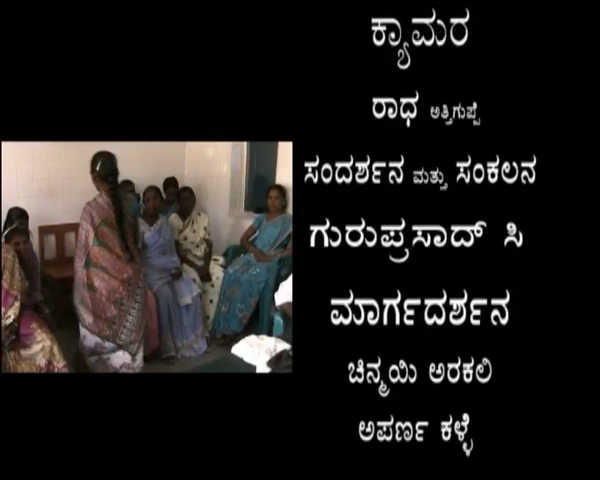 ಕ್ಯಾಮರ
ರಾಧ ಅತ್ತಿಗುಪ್ಪೆ
ಸಂದರ್ಶನ ಮತ್ತು ಸಂಕಲನ
ಗುರುಪ್ರಸಾದ್ ಸಿ
ಮಾರ್ಗದರ್ಶನ
ಚಿನ್ಮಯಿ ಅರಕಲಿ
ಅಪರ್ಣ ಕಳ್ಳೆ